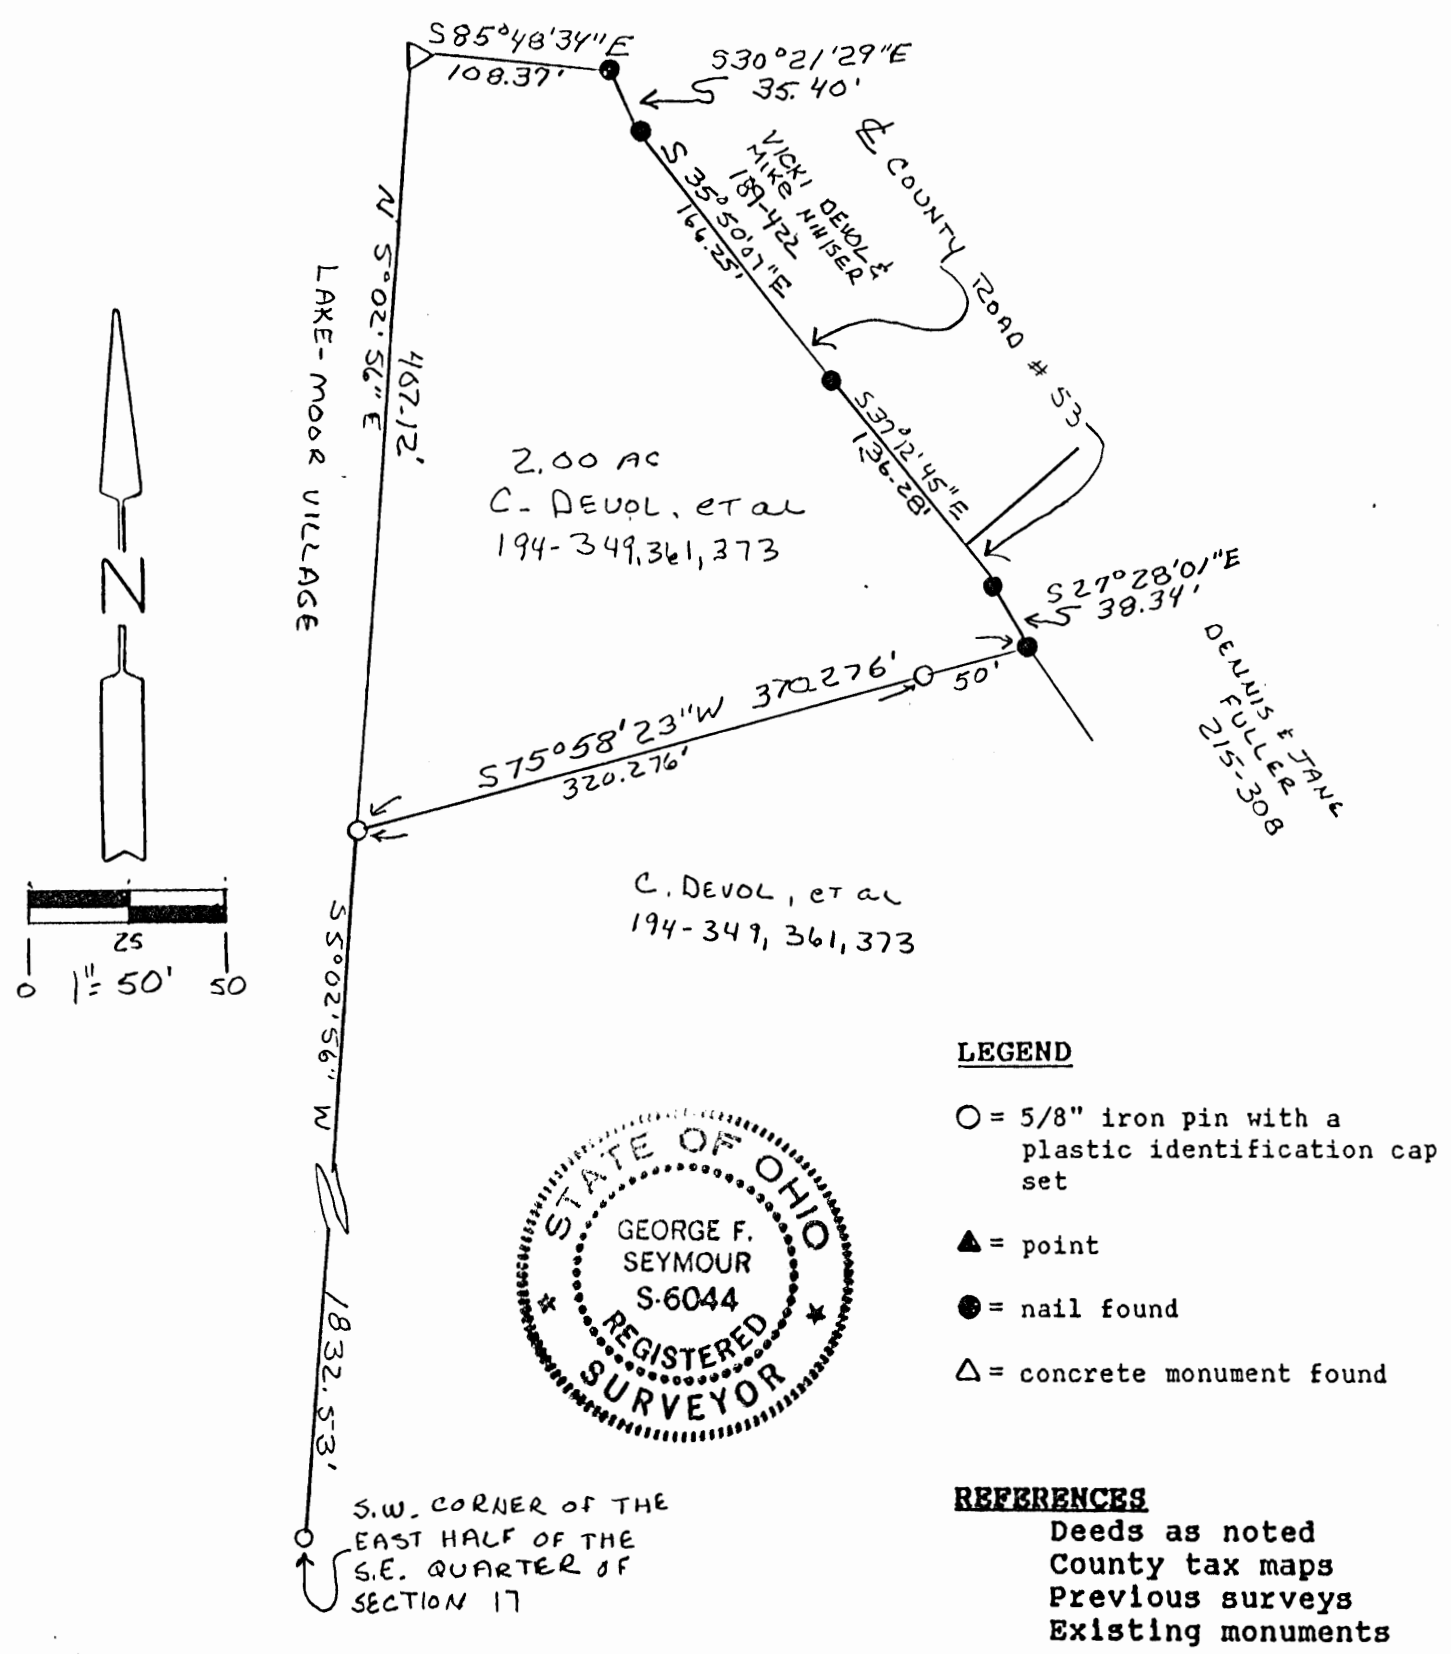 S85°48'34"E
108.37'
S30°21'29"E
35.40'
℄ COUNTY ROAD # 53
VICKI DEVOL &
MIKE NIHISER
189-422
S 35°50'07"E
166.25'
N 5°02'56"E
467.12'
LAKE-MOOR VILLAGE
S37°12'45"E
136.28'
2.00 AC
C. DEVOL, et al
194-349,361,373
N
S27°28'01"E
38.34'
DENNIS & JANE
FULLER
215-308
S75°58'23"W 370.276'
320.276'
50'
C. DEVOL, et al
194-349, 361, 373
25
0 1"=50' 50
S 5°02'56" W
1832.53'
LEGEND
○ = 5/8" iron pin with a
plastic identification cap
set
▲ = point
● = nail found
△ = concrete monument found
STATE OF OHIO
GEORGE F.
SEYMOUR
S-6044
REGISTERED
SURVEYOR
S.W. CORNER OF THE
EAST HALF OF THE
S.E. QUARTER OF
SECTION 17
REFERENCES
Deeds as noted
County tax maps
Previous surveys
Existing monuments